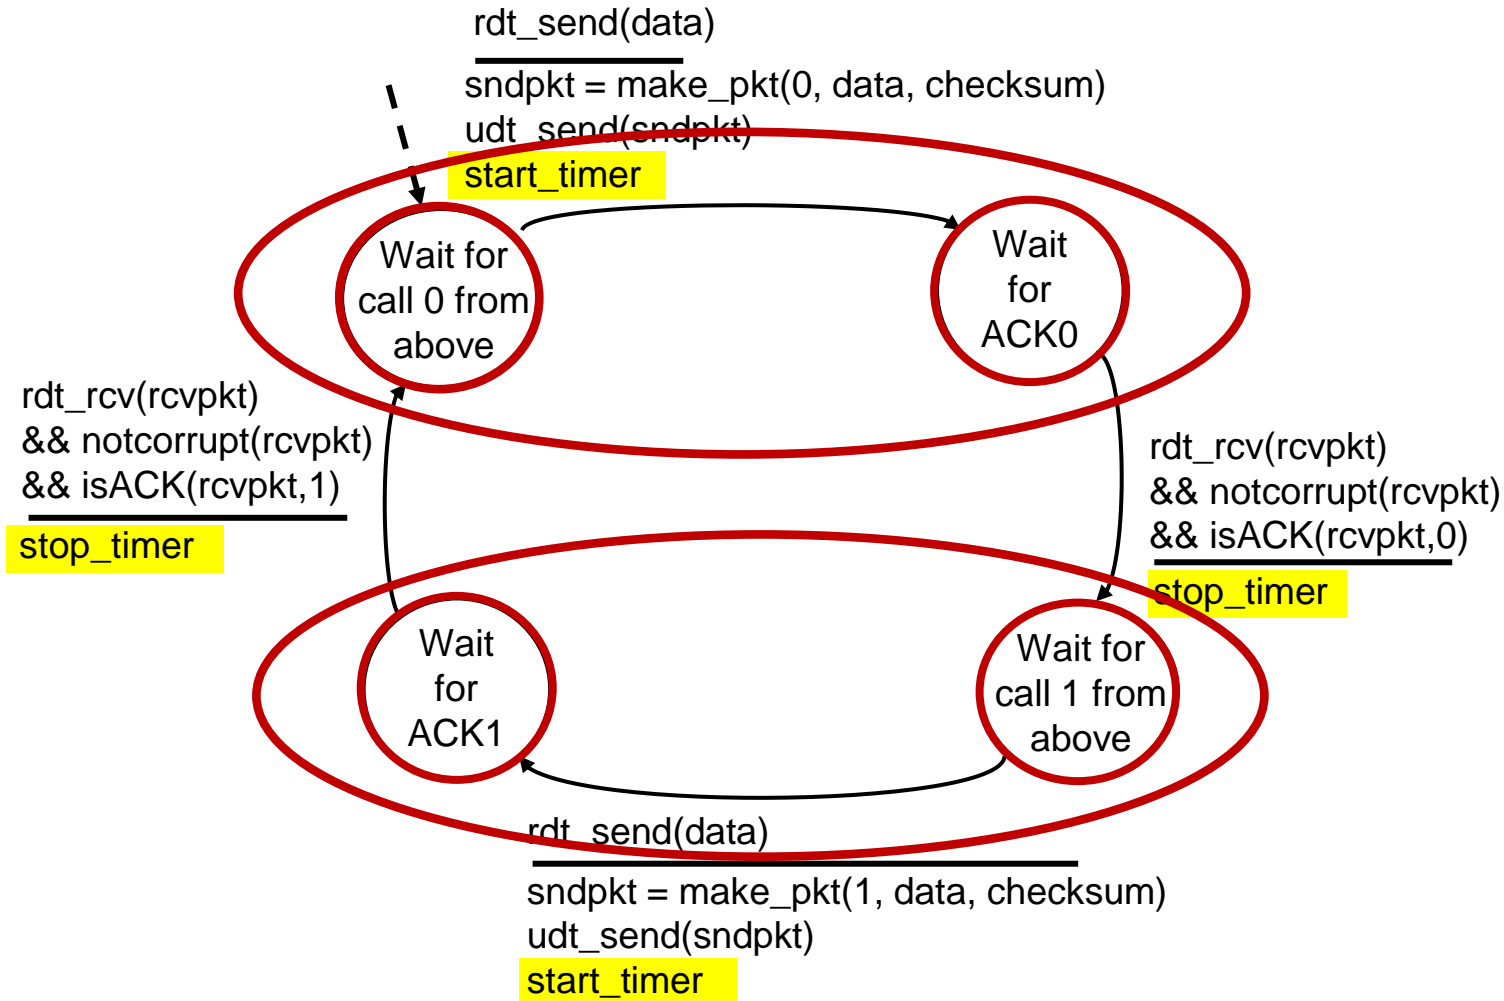 rdt_send(data)
sndpkt = make_pkt(0, data, checksum)
udt_send(sndpkt)
start_timer
Wait for
call 0 from
above
Wait
for
ACK0
rdt_rcv(rcvpkt)
&& notcorrupt(rcvpkt)
&& isACK(rcvpkt,1)
stop_timer
rdt_rcv(rcvpkt)
&& notcorrupt(rcvpkt)
&& isACK(rcvpkt,0)
stop_timer
Wait
for
ACK1
Wait for
call 1 from
above
rdt_send(data)
sndpkt = make_pkt(1, data, checksum)
udt_send(sndpkt)
start_timer